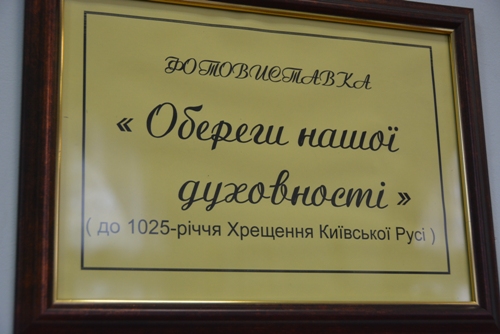 ФОТОВИСТАВКА
« Обереги нашої
духовності »
( до 1025-річчя Хрещення Київської Русі )